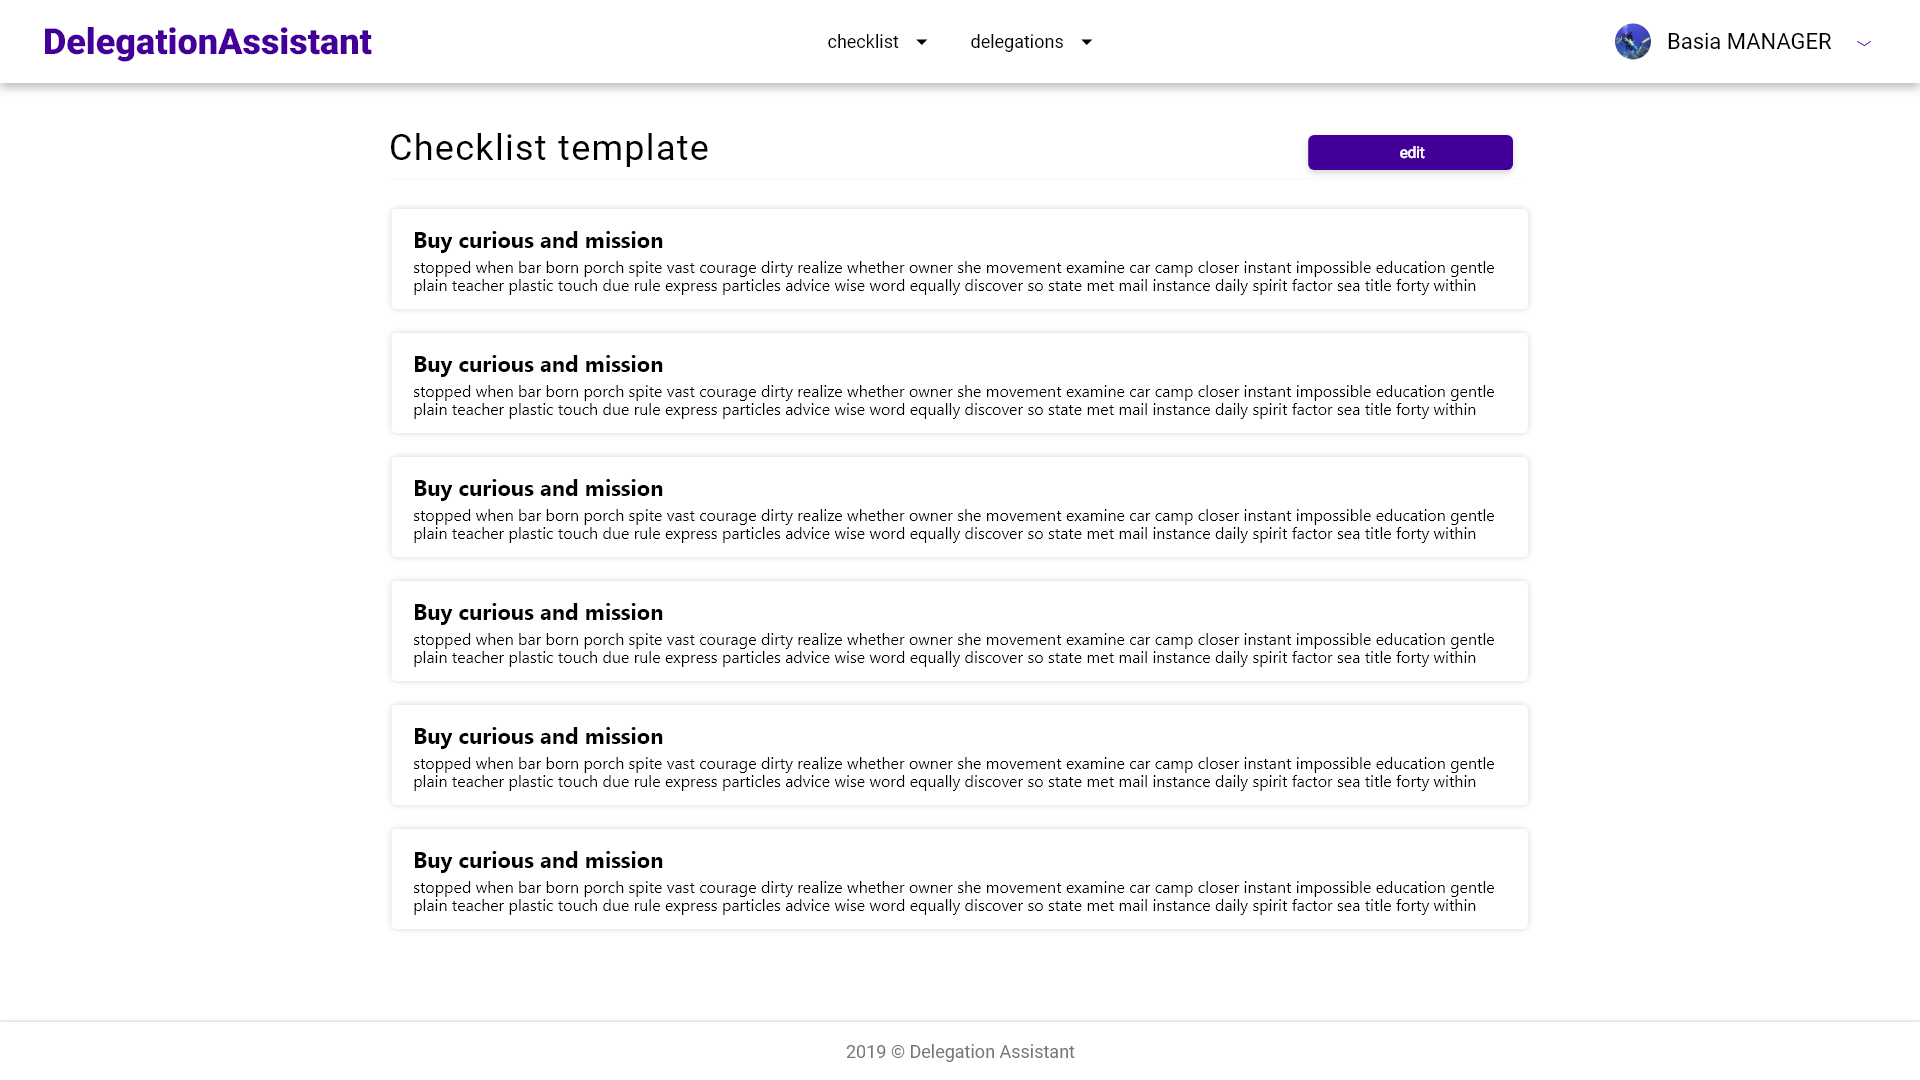 DelegationAssistant
checklist
delegations
Basia MANAGER
Checklist template
edit
Buy curious and mission
stopped when bar born porch spite vast courage dirty realize whether owner she movement examine car camp closer instant impossible education gentle
plain teacher plastic touch due rule express particles advice wise word equally discover so state met mail instance daily spirit factor sea title forty within
Buy curious and mission
stopped when bar born porch spite vast courage dirty realize whether owner she movement examine car camp closer instant impossible education gentle
plain teacher plastic touch due rule express particles advice wise word equally discover so state met mail instance daily spirit factor sea title forty within
Buy curious and mission
stopped when bar born porch spite vast courage dirty realize whether owner she movement examine car camp closer instant impossible education gentle
plain teacher plastic touch due rule express particles advice wise word equally discover so state met mail instance daily spirit factor sea title forty within
Buy curious and mission
stopped when bar born porch spite vast courage dirty realize whether owner she movement examine car camp closer instant impossible education gentle
plain teacher plastic touch due rule express particles advice wise word equally discover so state met mail instance daily spirit factor sea title forty within
Buy curious and mission
stopped when bar born porch spite vast courage dirty realize whether owner she movement examine car camp closer instant impossible education gentle
plain teacher plastic touch due rule express particles advice wise word equally discover so state met mail instance daily spirit factor sea title forty within
Buy curious and mission
stopped when bar born porch spite vast courage dirty realize whether owner she movement examine car camp closer instant impossible education gentle
plain teacher plastic touch due rule express particles advice wise word equally discover so state met mail instance daily spirit factor sea title forty within
2019 © Delegation Assistant